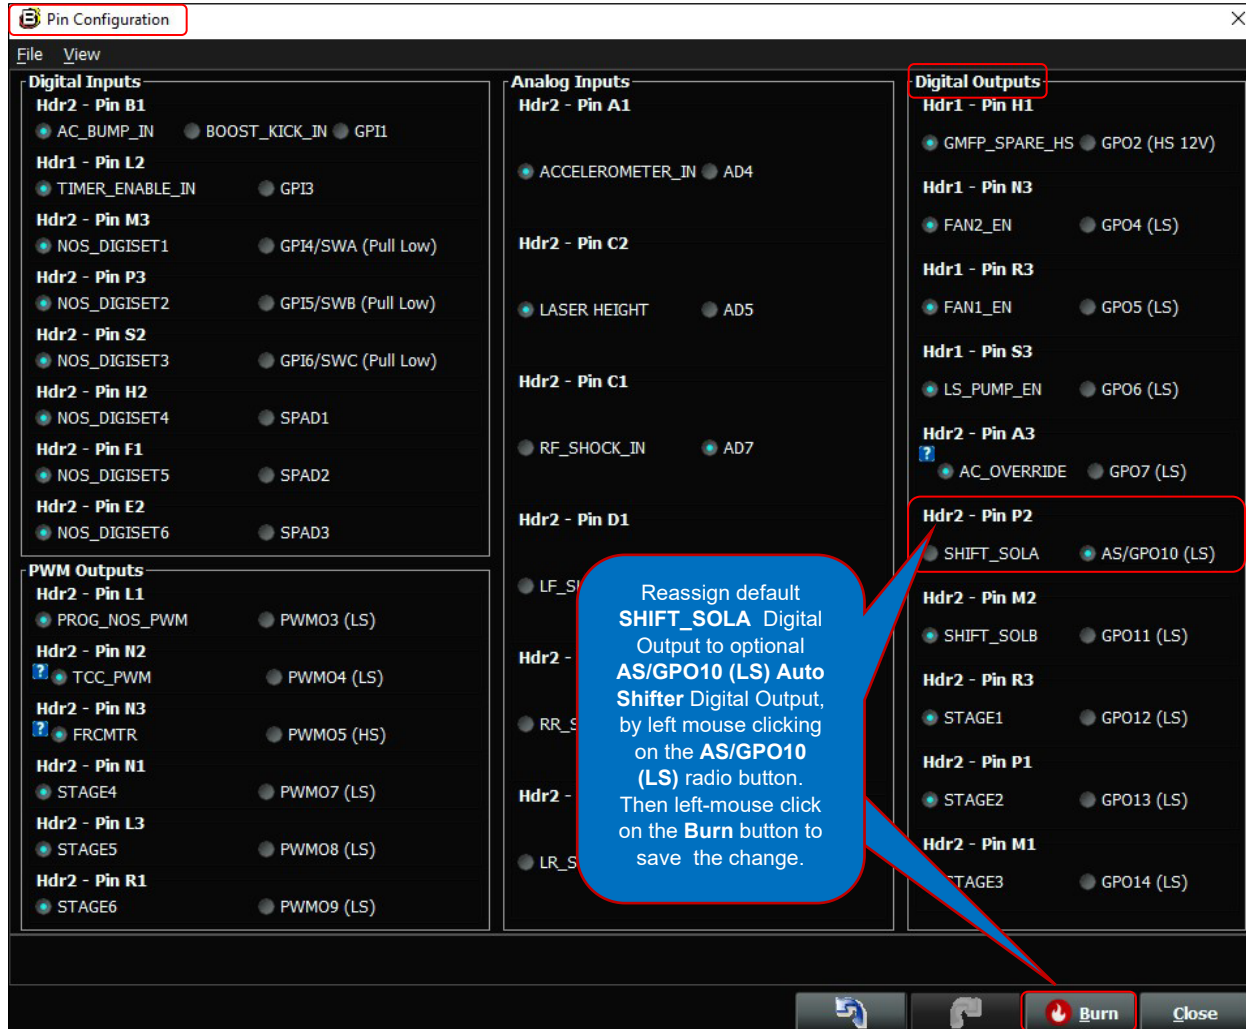 Pin Configuration
File View
Digital Inputs
Hdr2 - Pin B1
AC_BUMP_IN BOOST_KICK_IN GPI1
Hdr1 - Pin L2
TIMER_ENABLE_IN GPI3
Hdr2 - Pin M3
NOS_DIGISET1 GPI4/SWA (Pull Low)
Hdr2 - Pin P3
NOS_DIGISET2 GPI5/SWB (Pull Low)
Hdr2 - Pin S2
NOS_DIGISET3 GPI6/SWC (Pull Low)
Hdr2 - Pin H2
NOS_DIGISET4 SPAD1
Hdr2 - Pin F1
NOS_DIGISET5 SPAD2
Hdr2 - Pin E2
NOS_DIGISET6 SPAD3
PWM Outputs
Hdr2 - Pin L1
PROG_NOS_PWM PWMO3 (LS)
Hdr2 - Pin N2
? TCC_PWM PWMO4 (LS)
Hdr2 - Pin N3
? FRCMTR PWMO5 (HS)
Hdr2 - Pin N1
STAGE4 PWMO7 (LS)
Hdr2 - Pin L3
STAGE5 PWMO8 (LS)
Hdr2 - Pin R1
STAGE6 PWMO9 (LS)
Analog Inputs
Hdr2 - Pin A1
ACCELEROMETER_IN AD4
Hdr2 - Pin C2
LASER HEIGHT AD5
Hdr2 - Pin C1
RF_SHOCK_IN AD7
Hdr2 - Pin D1
LF_S
Hdr2 -
RR_S
Hdr2 -
LR_S
Reassign default
SHIFT_SOLA Digital
Output to optional
AS/GPO10 (LS) Auto
Shifter Digital Output,
by left mouse clicking
on the AS/GPO10
(LS) radio button.
Then left-mouse click
on the Burn button to
save the change.
Digital Outputs
Hdr1 - Pin H1
GMFP_SPARE_HS GPO2 (HS 12V)
Hdr1 - Pin N3
FAN2_EN GPO4 (LS)
Hdr1 - Pin R3
FAN1_EN GPO5 (LS)
Hdr1 - Pin S3
LS_PUMP_EN GPO6 (LS)
Hdr2 - Pin A3
? AC_OVERRIDE GPO7 (LS)
Hdr2 - Pin P2
SHIFT_SOLA AS/GPO10 (LS)
Hdr2 - Pin M2
SHIFT_SOLB GPO11 (LS)
Hdr2 - Pin R3
STAGE1 GPO12 (LS)
Hdr2 - Pin P1
STAGE2 GPO13 (LS)
Hdr2 - Pin M1
STAGE3 GPO14 (LS)
Burn Close